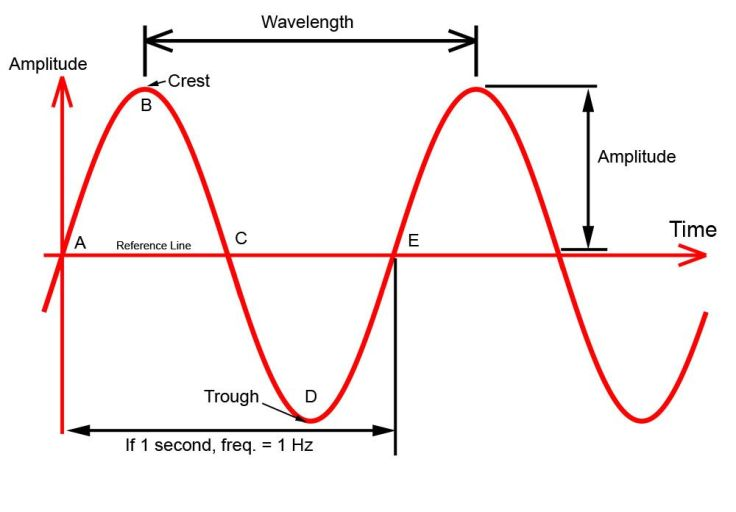 Wavelength
Amplitude
Crest
B
Amplitude
Time
A
Reference Line
C
E
Trough
D
If 1 second, freq. = 1 Hz